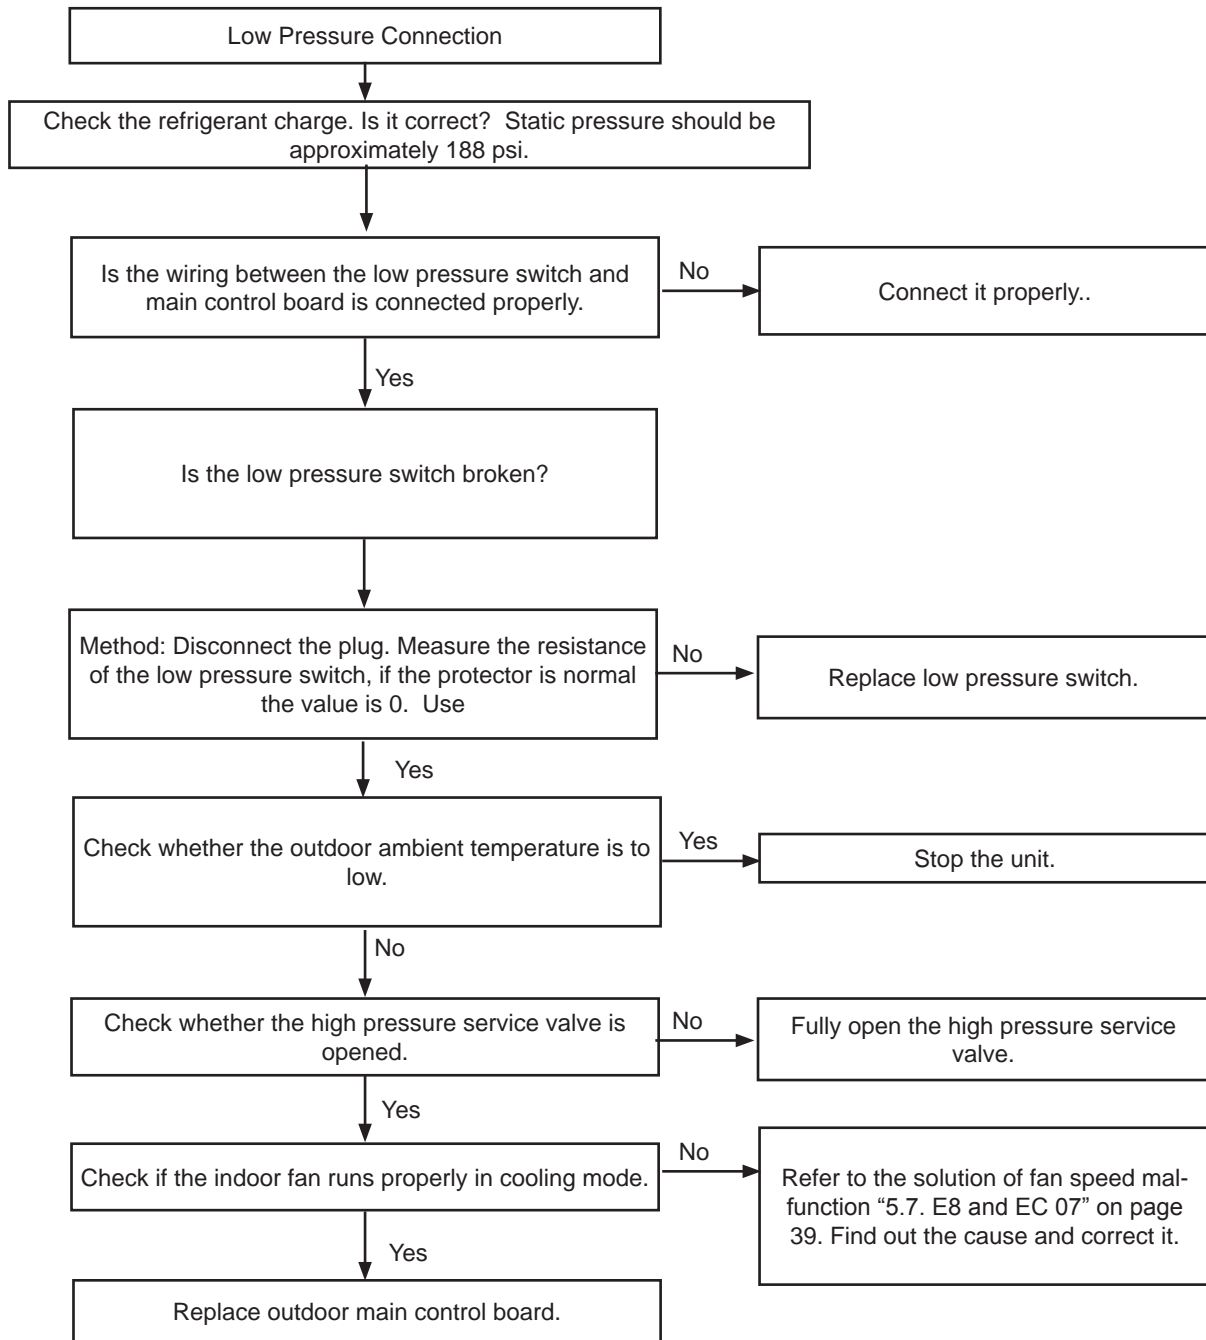 Low Pressure Connection
Check the refrigerant charge. Is it correct?  Static pressure should be
approximately 188 psi.
Is the wiring between the low pressure switch and
main control board is connected properly.
No
Connect it properly..
Yes
Is the low pressure switch broken?
Method: Disconnect the plug. Measure the resistance
of the low pressure switch, if the protector is normal
the value is 0.  Use
No
Replace low pressure switch.
Yes
Check whether the outdoor ambient temperature is to
low.
Yes
Stop the unit.
No
Check whether the high pressure service valve is
opened.
No
Fully open the high pressure service
valve.
Yes
Check if the indoor fan runs properly in cooling mode.
No
Refer to the solution of fan speed mal-
function “5.7. E8 and EC 07” on page
39. Find out the cause and correct it.
Yes
Replace outdoor main control board.